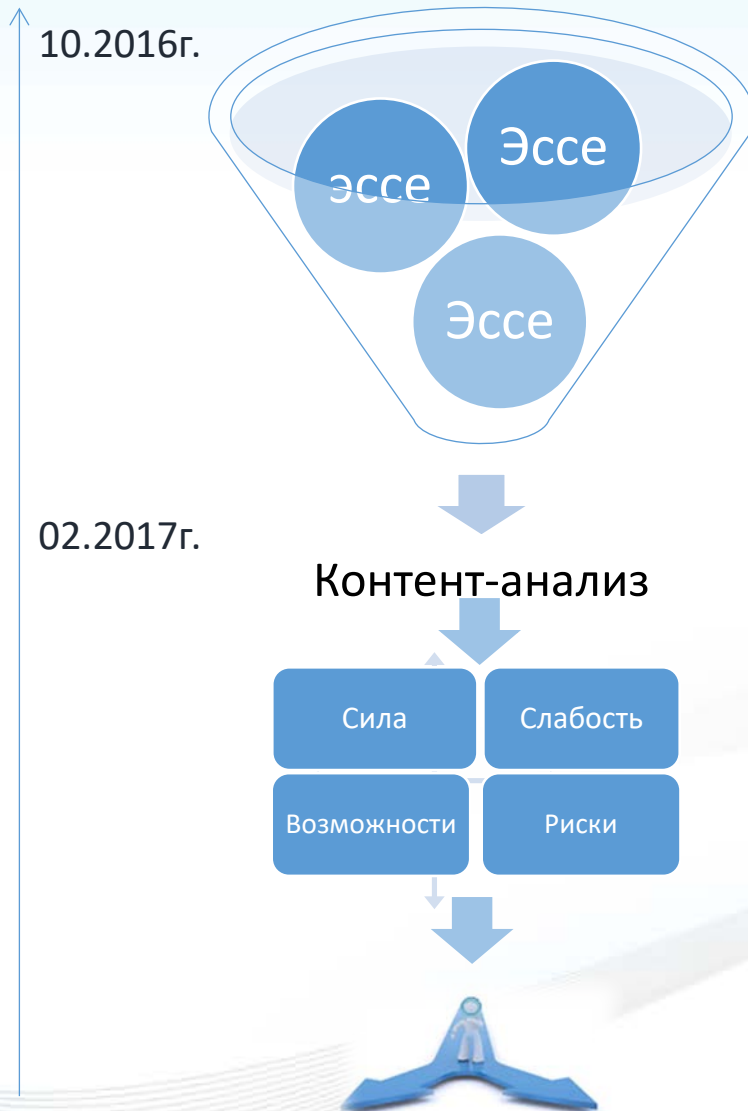 10.2016г.
Эссе
эссе
Эссе
02.2017г.
Контент-анализ
Сила
Слабость
Возможности
Риски